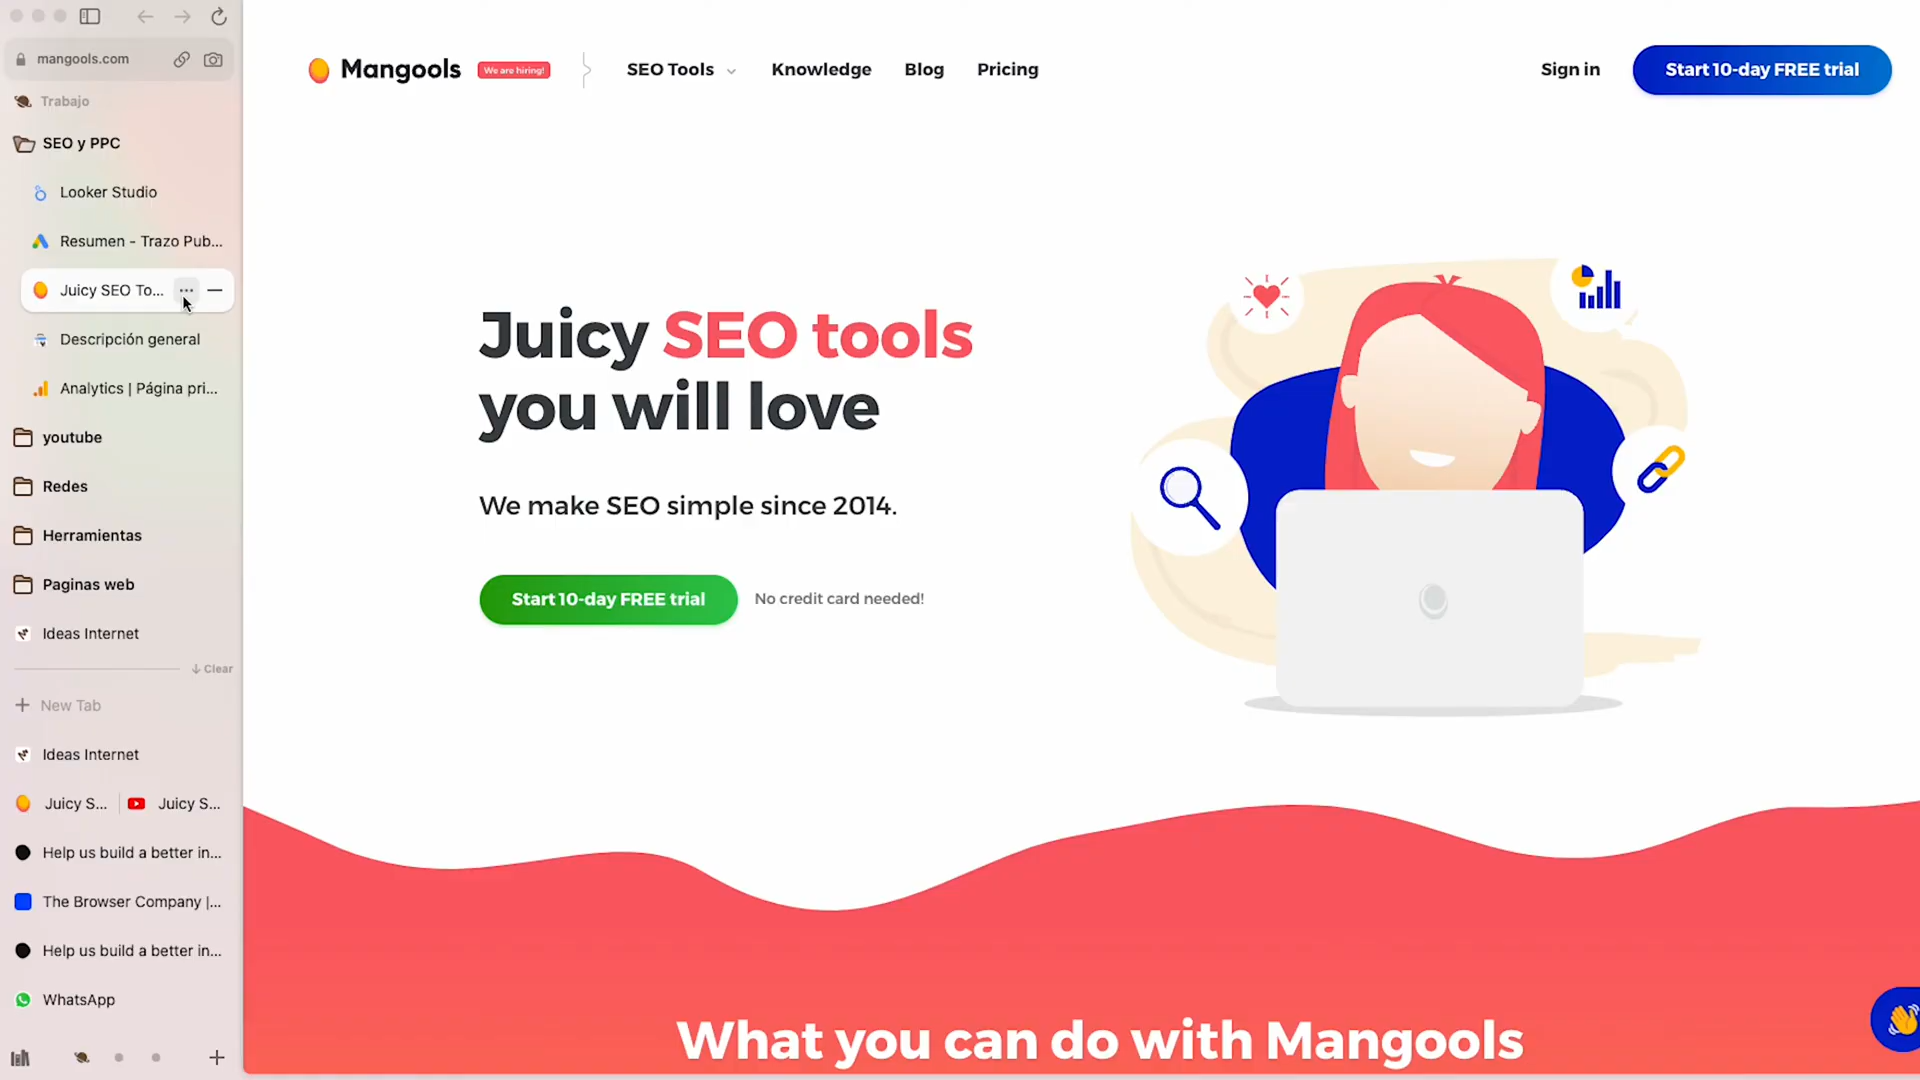 mangools.com
Trabajo
SEO y PPC
Looker Studio
Resumen - Trazo Pub...
Juicy SEO To...
Descripción general
Analytics | Página pri...
youtube
Redes
Herramientas
Paginas web
Ideas Internet
Clear
New Tab
Ideas Internet
Juicy S... Juicy S...
Help us build a better in...
The Browser Company |...
Help us build a better in...
WhatsApp
Mangools We are hiring! SEO Tools Knowledge Blog Pricing Sign in Start 10-day FREE trial
Juicy SEO tools
you will love
We make SEO simple since 2014.
Start 10-day FREE trial No credit card needed!
What you can do with Mangools